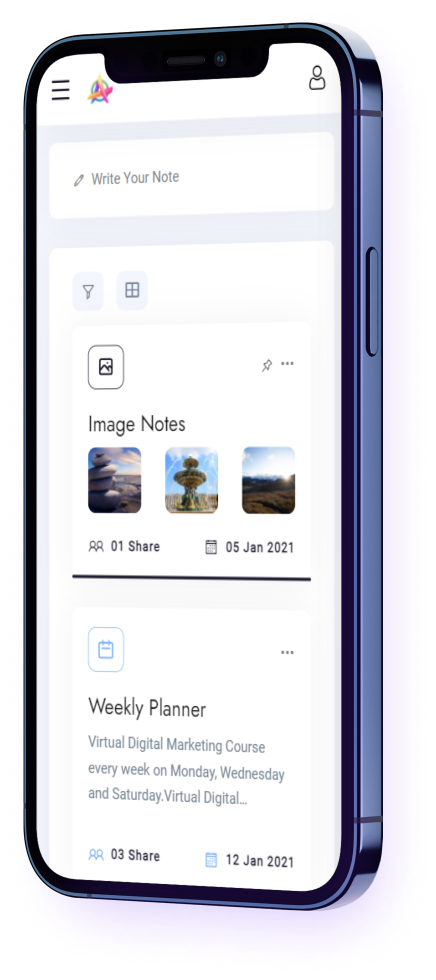 Write Your Note
Image Notes
01 Share
05 Jan 2021
Weekly Planner
Virtual Digital Marketing Course
every week on Monday, Wednesday
and Saturday.Virtual Digital...
03 Share
12 Jan 2021